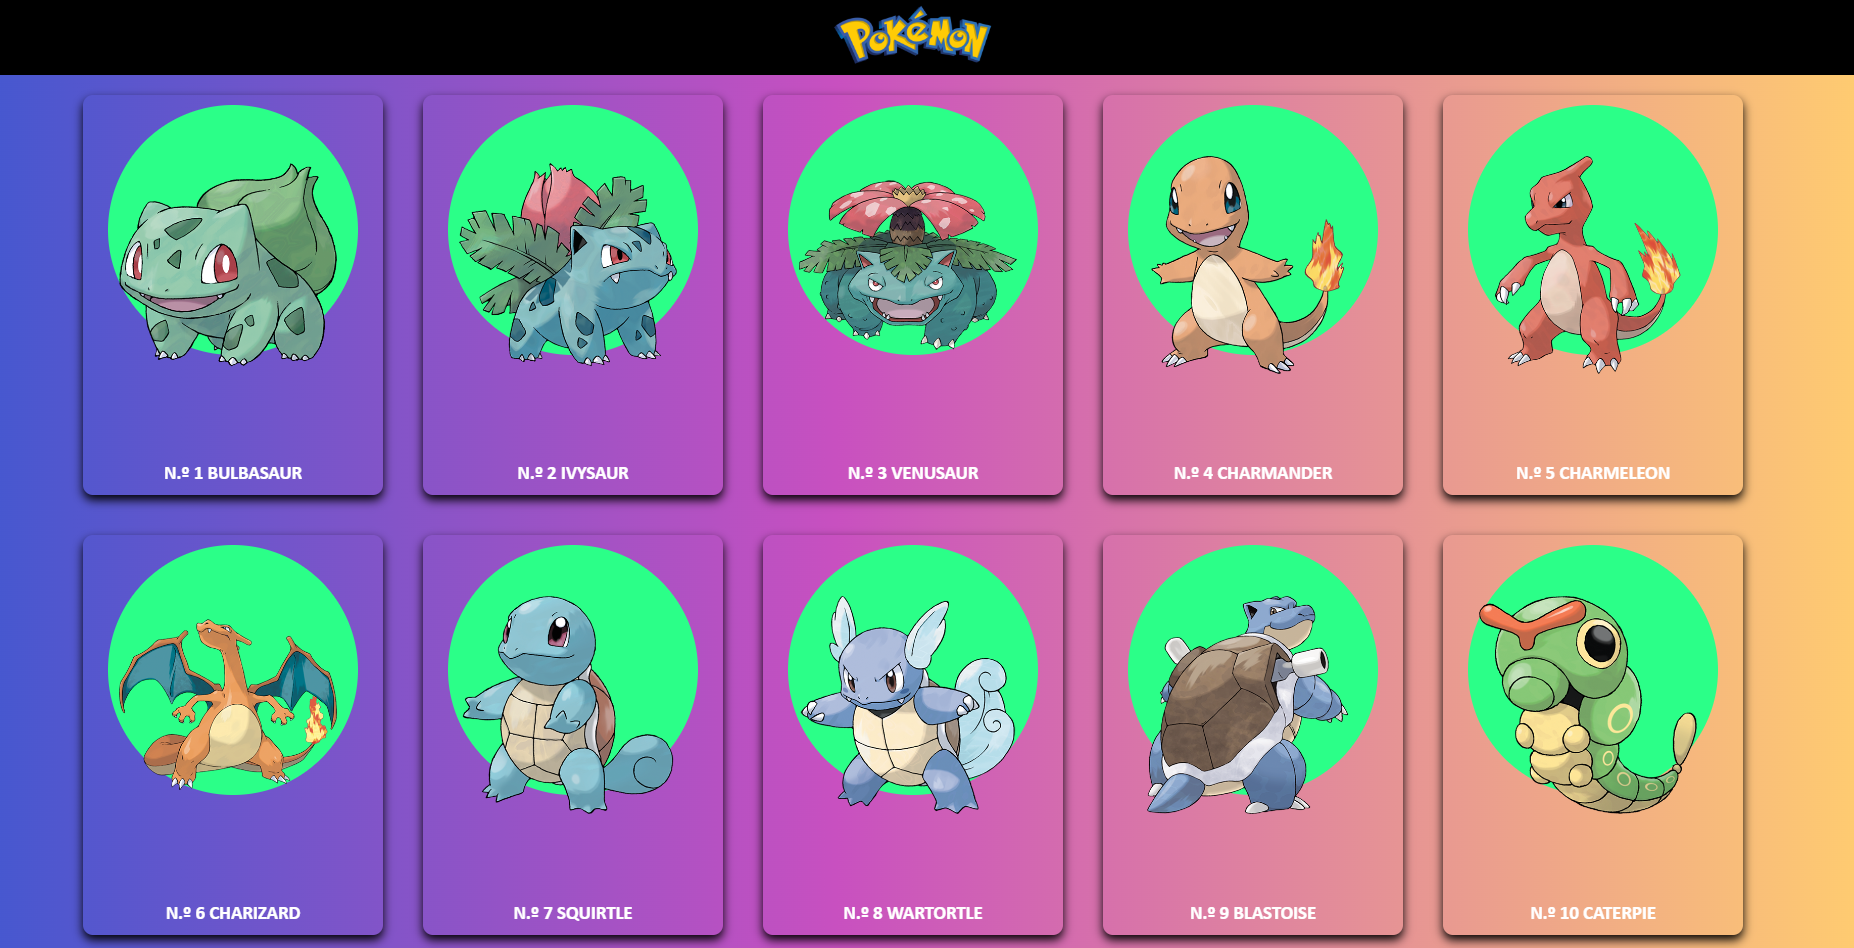 Pokémon
N.º 1 BULBASAUR
N.º 2 IVYSAUR
N.º 3 VENUSAUR
N.º 4 CHARMANDER
N.º 5 CHARMELEON
N.º 6 CHARIZARD
N.º 7 SQUIRTLE
N.º 8 WARTORTLE
N.º 9 BLASTOISE
N.º 10 CATERPIE